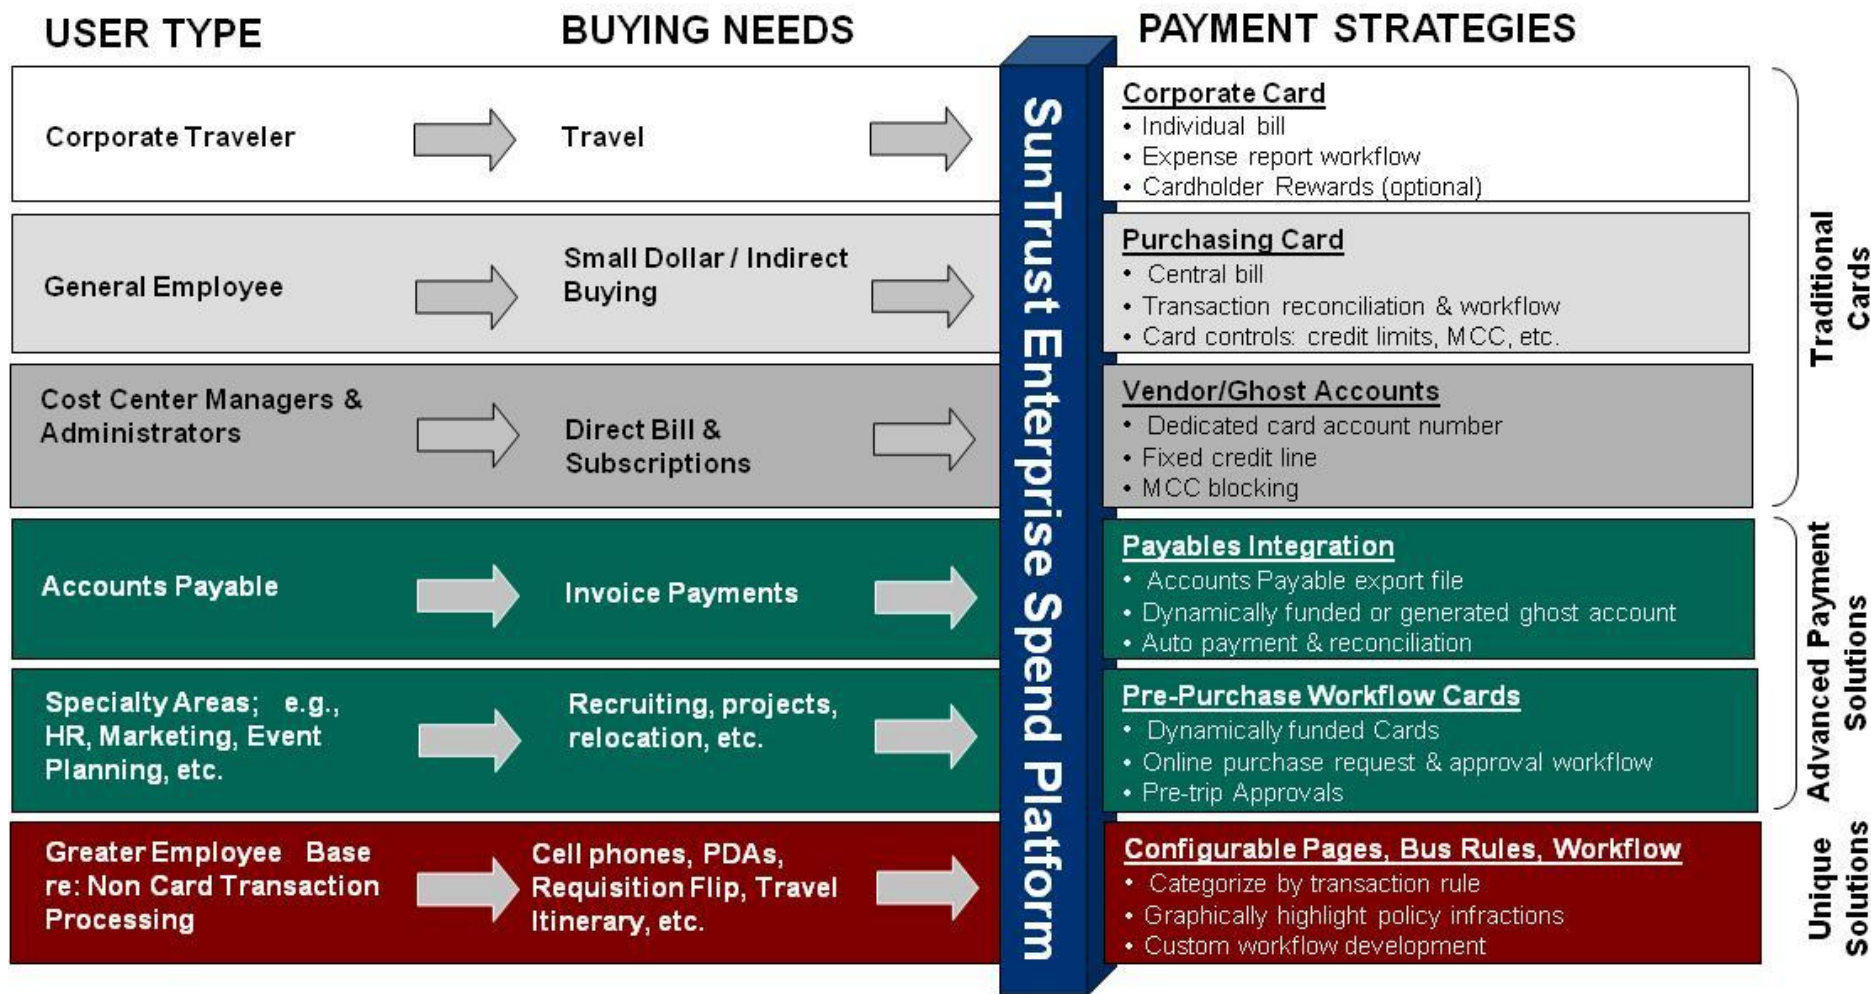 USER TYPE
BUYING NEEDS
PAYMENT STRATEGIES
Corporate Traveler
Travel
Corporate Card
• Individual bill
• Expense report workflow
• Cardholder Rewards (optional)
General Employee
Small Dollar / Indirect
Buying
Purchasing Card
• Central bill
• Transaction reconciliation & workflow
• Card controls: credit limits, MCC, etc.
Cost Center Managers &
Administrators
Direct Bill &
Subscriptions
Vendor/Ghost Accounts
• Dedicated card account number
• Fixed credit line
• MCC blocking
Traditional
Cards
Accounts Payable
Invoice Payments
Payables Integration
• Accounts Payable export file
• Dynamically funded or generated ghost account
• Auto payment & reconciliation
Specialty Areas; e.g.,
HR, Marketing, Event
Planning, etc.
Recruiting, projects,
relocation, etc.
Pre-Purchase Workflow Cards
• Dynamically funded Cards
• Online purchase request & approval workflow
• Pre-trip Approvals
Advanced Payment
Solutions
Greater Employee Base
re: Non Card Transaction
Processing
Cell phones, PDAs,
Requisition Flip, Travel
Itinerary, etc.
Configurable Pages, Bus Rules, Workflow
• Categorize by transaction rule
• Graphically highlight policy infractions
• Custom workflow development
Unique
Solutions
SunTrust Enterprise Spend Platform